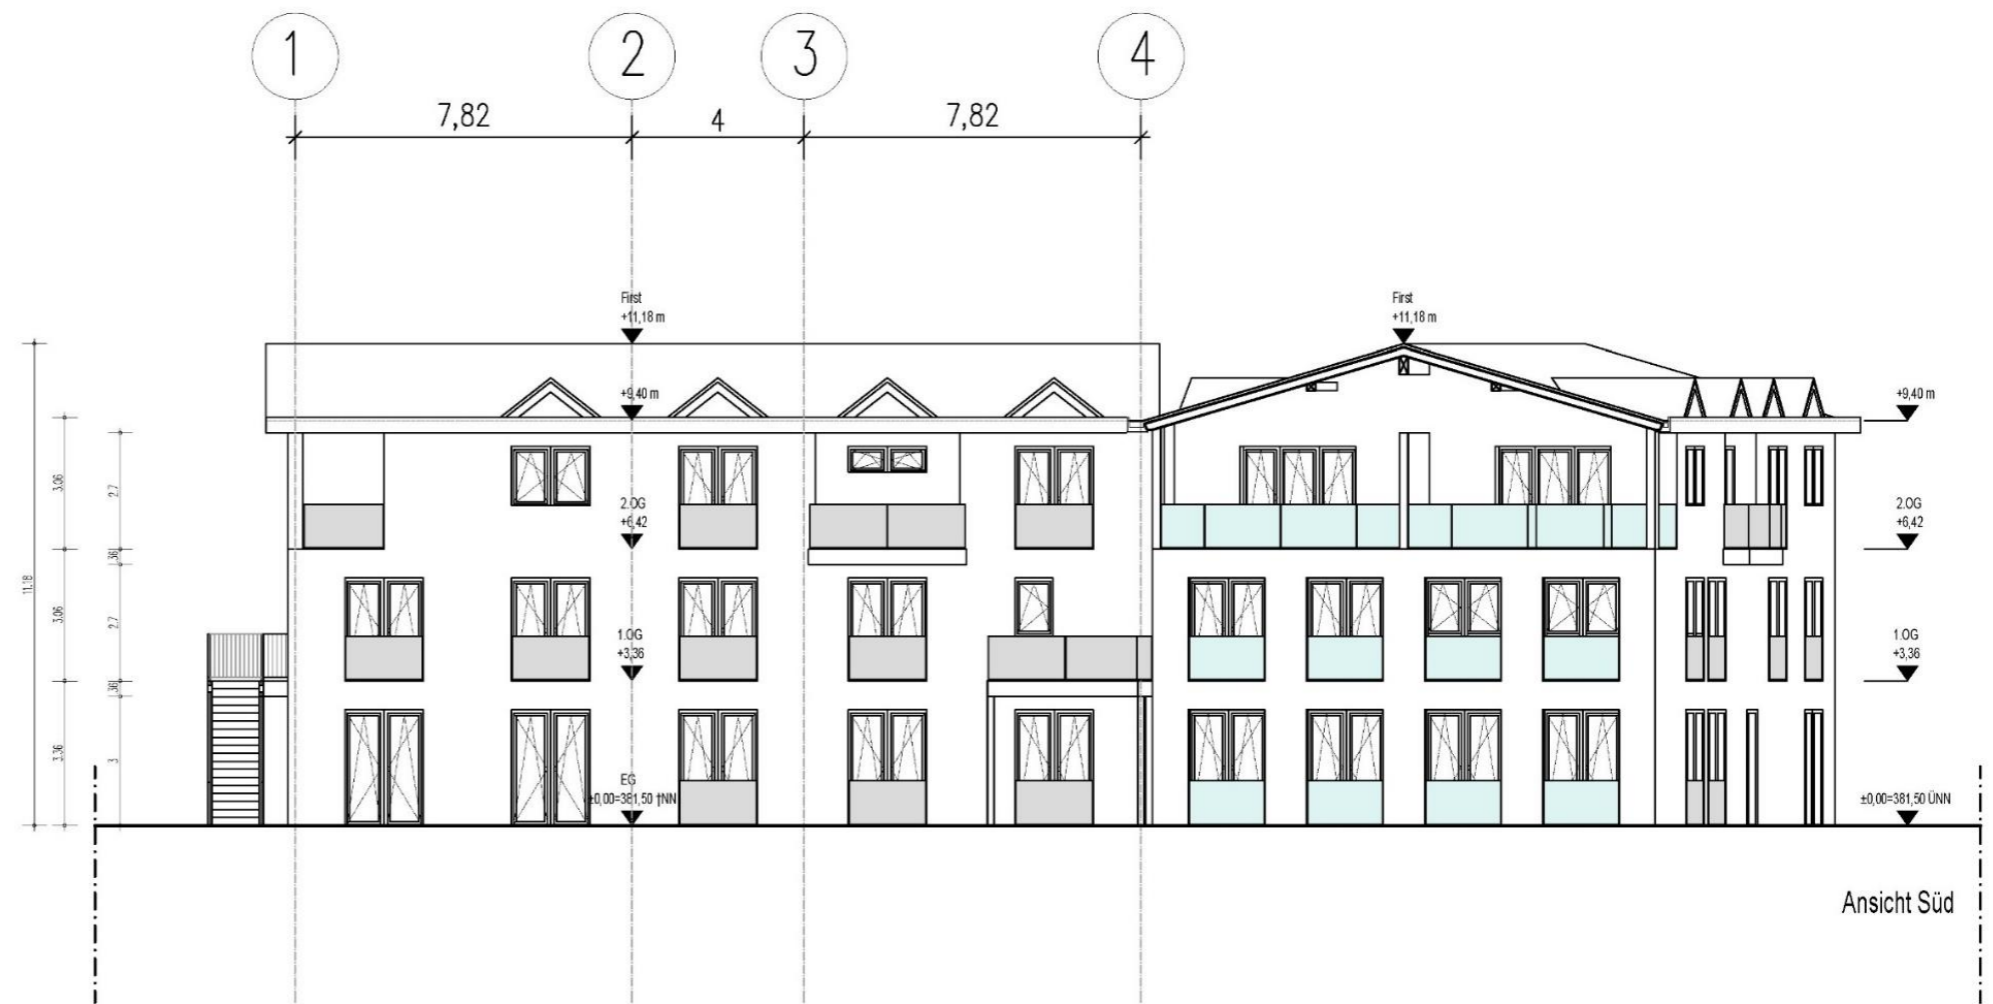 1
2
3
4
7,82
4
7,82
First
+11,18 m
First
+11,18 m
+9,40 m
+9,40 m
2.OG
+6,42
2.OG
+6,42
1.OG
+3,36
1.OG
+3,36
EG
±0,00=381,50
±0,00=381,50 ÜNN
11,18
3,06
3,06
3,36
2,7
36
2,7
36
3
Ansicht Süd